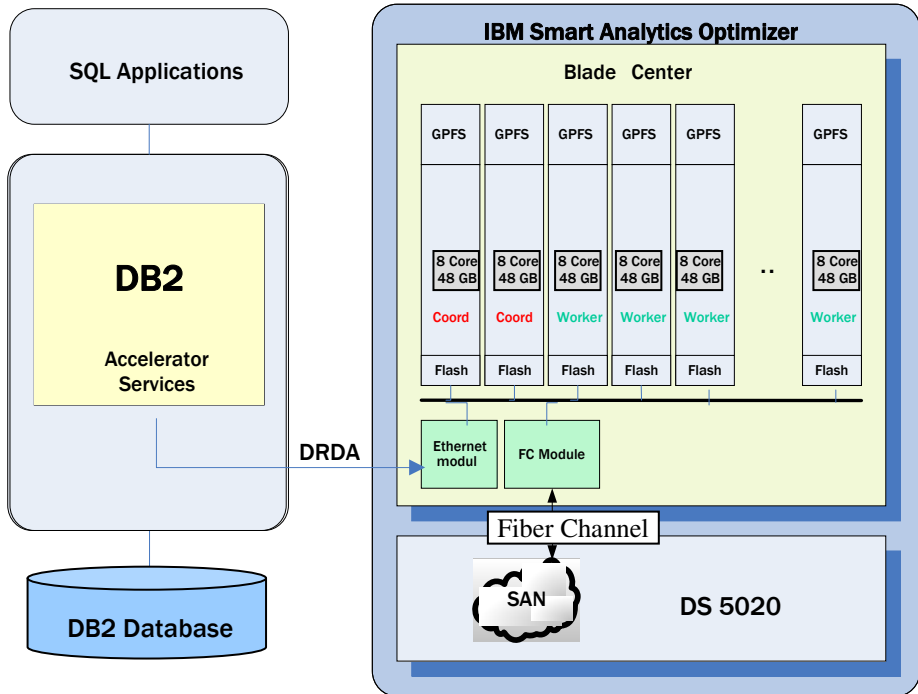 SQL Applications
DB2
Accelerator
Services
DB2 Database
DRDA
IBM Smart Analytics Optimizer
Blade Center
GPFS GPFS GPFS GPFS GPFS GPFS
8 Core 8 Core 8 Core 8 Core 8 Core .. 8 Core
48 GB 48 GB 48 GB 48 GB 48 GB 48 GB
Coord Coord Worker Worker Worker Worker
Flash Flash Flash Flash Flash Flash
Ethernet
modul
FC Module
Fiber Channel
SAN
DS 5020